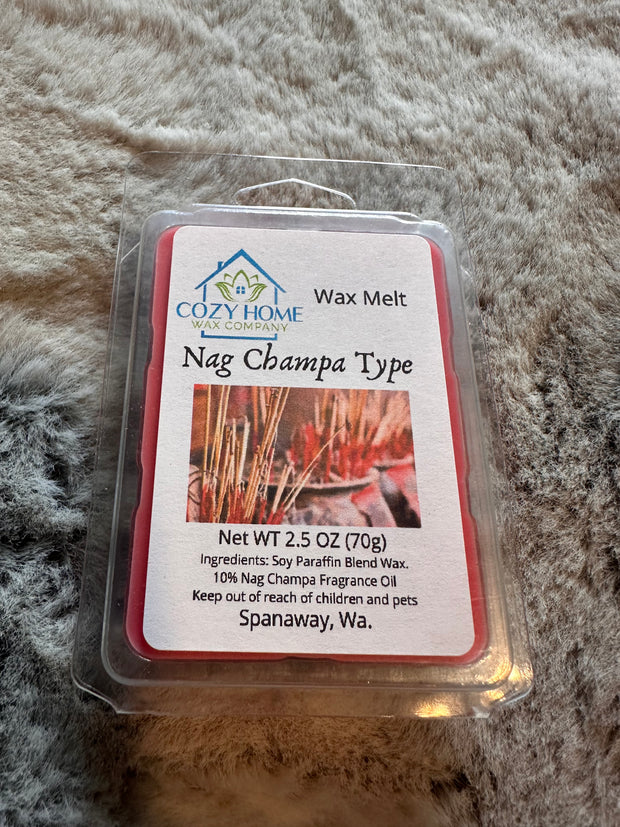 COZY HOME
WAX COMPANY
Wax Melt
Nag Champa Type
Net WT 2.5 OZ (70g)
Ingredients: Soy Paraffin Blend Wax.
10% Nag Champa Fragrance Oil
Keep out of reach of children and pets
Spanaway, Wa.